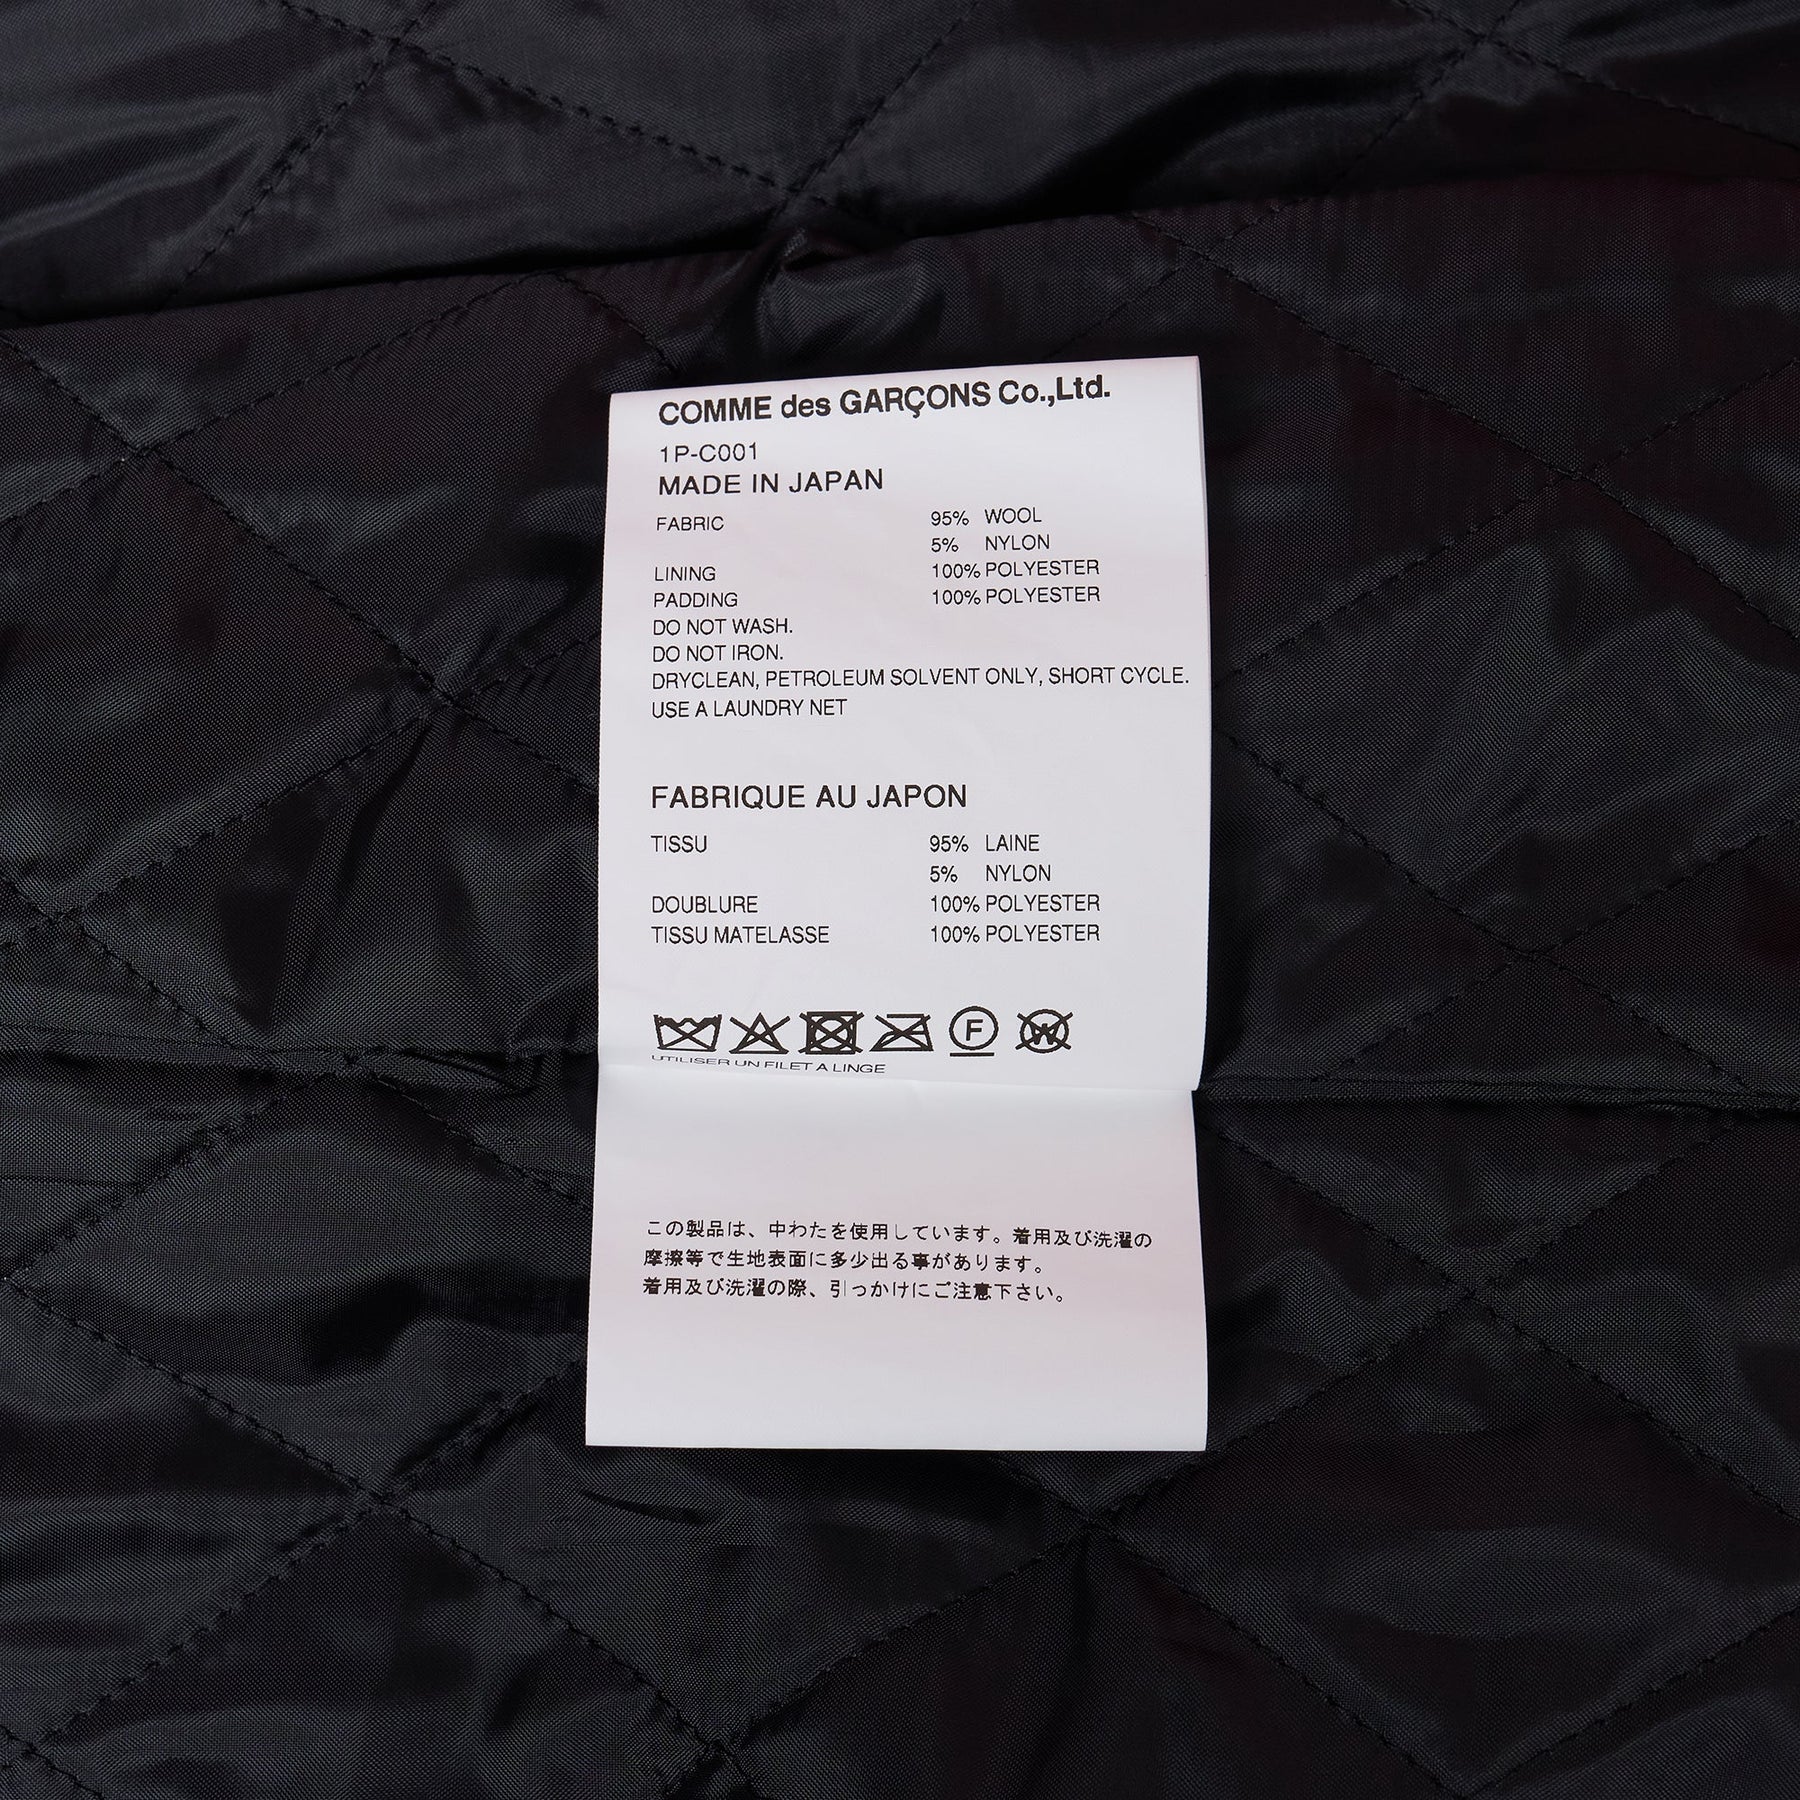 COMME des GARÇONS Co.,Ltd.
1P-C001
MADE IN JAPAN
FABRIC 95% WOOL
5% NYLON
LINING 100% POLYESTER
PADDING 100% POLYESTER
DO NOT WASH.
DO NOT IRON.
DRYCLEAN, PETROLEUM SOLVENT ONLY, SHORT CYCLE.
USE A LAUNDRY NET
FABRIQUE AU JAPON
TISSU 95% LAINE
5% NYLON
DOUBLURE 100% POLYESTER
TISSU MATELASSE 100% POLYESTER
F W
UTILISER UN FILET A LINGE
この製品は、中わたを使用しています。着用及び洗濯の
摩擦等で生地表面に多少出る事があります。
着用及び洗濯の際、引っかけにご注意下さい。